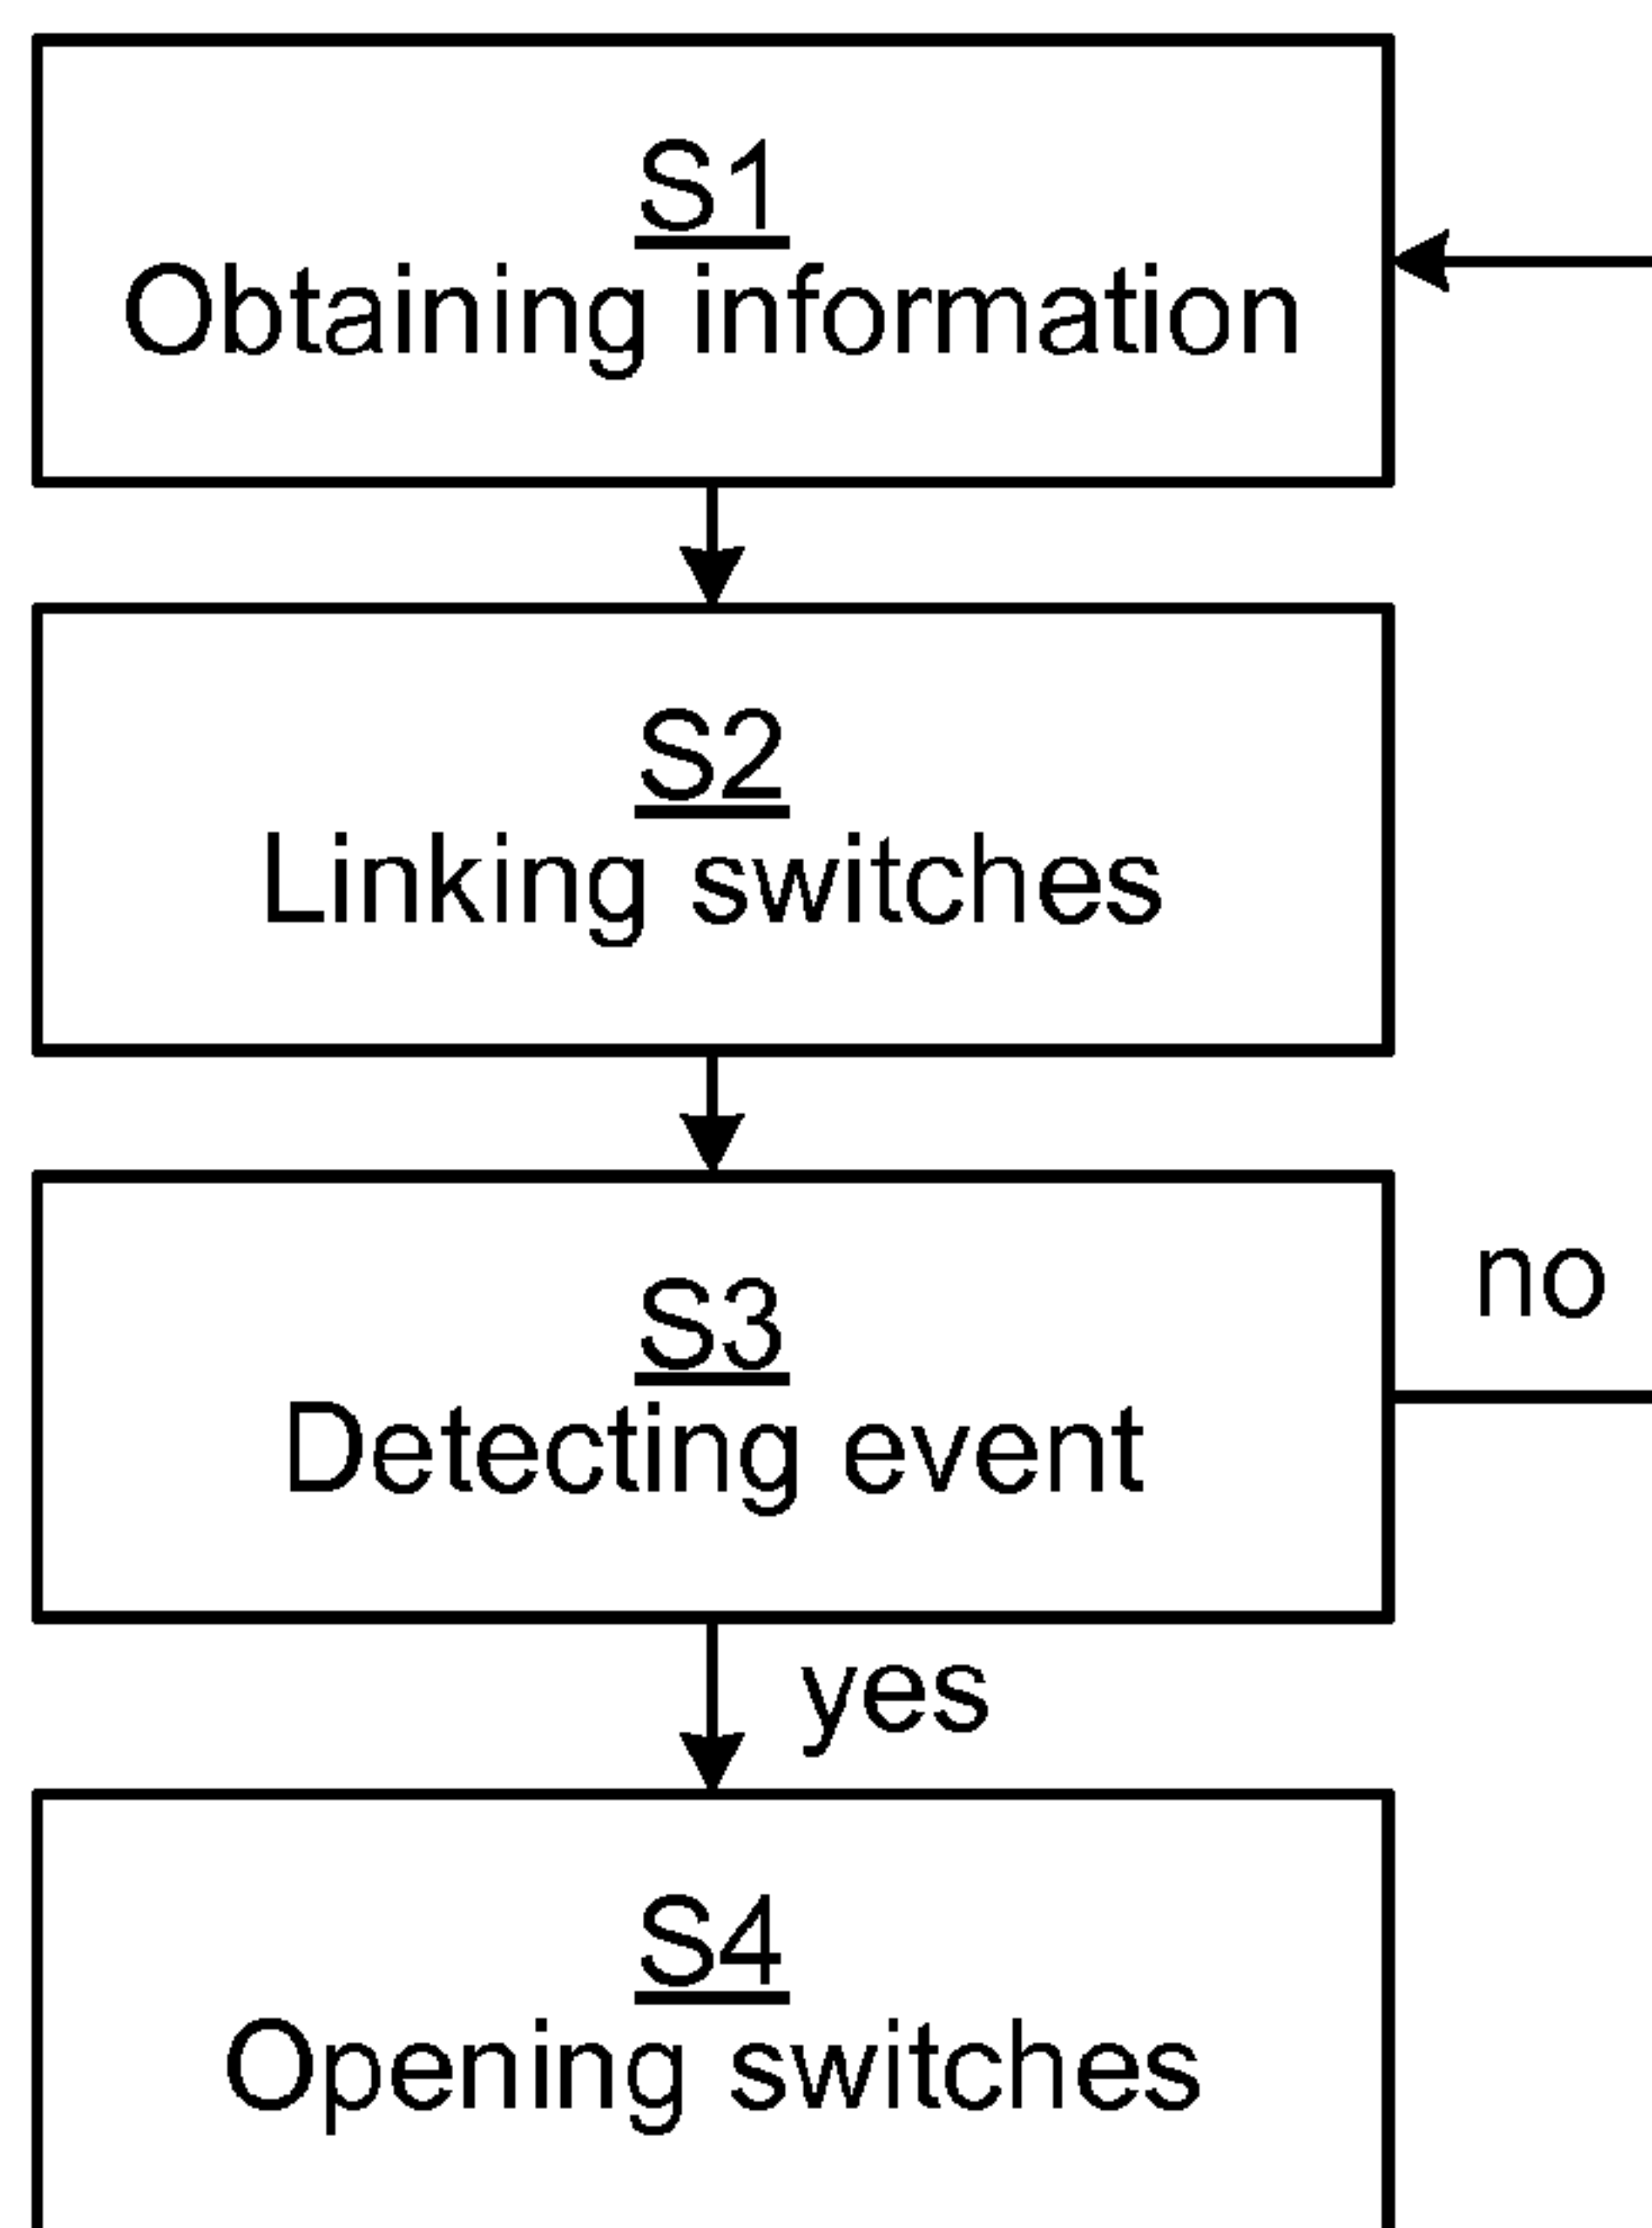 S1
Obtaining information
S2
Linking switches
S3
Detecting event
no
yes
S4
Opening switches